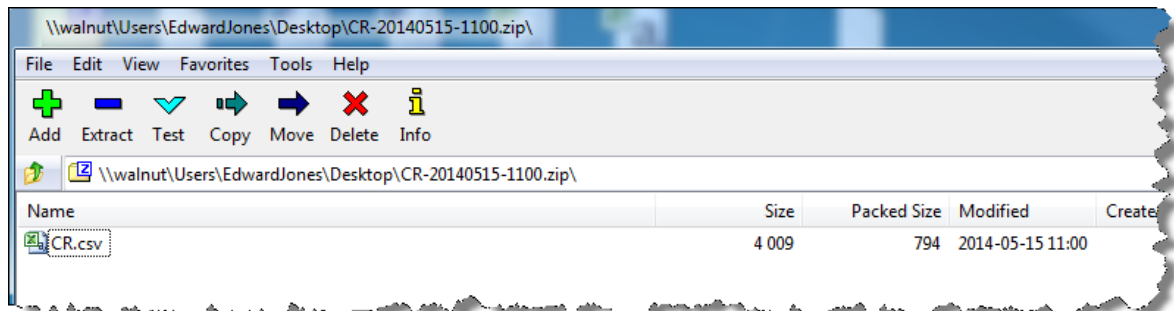 \\walnut\Users\EdwardJones\Desktop\CR-20140515-1100.zip\
File Edit View Favorites Tools Help
Add Extract Test Copy Move Delete Info
\\walnut\Users\EdwardJones\Desktop\CR-20140515-1100.zip\
Name Size Packed Size Modified Create
CR.csv 4 009 794 2014-05-15 11:00